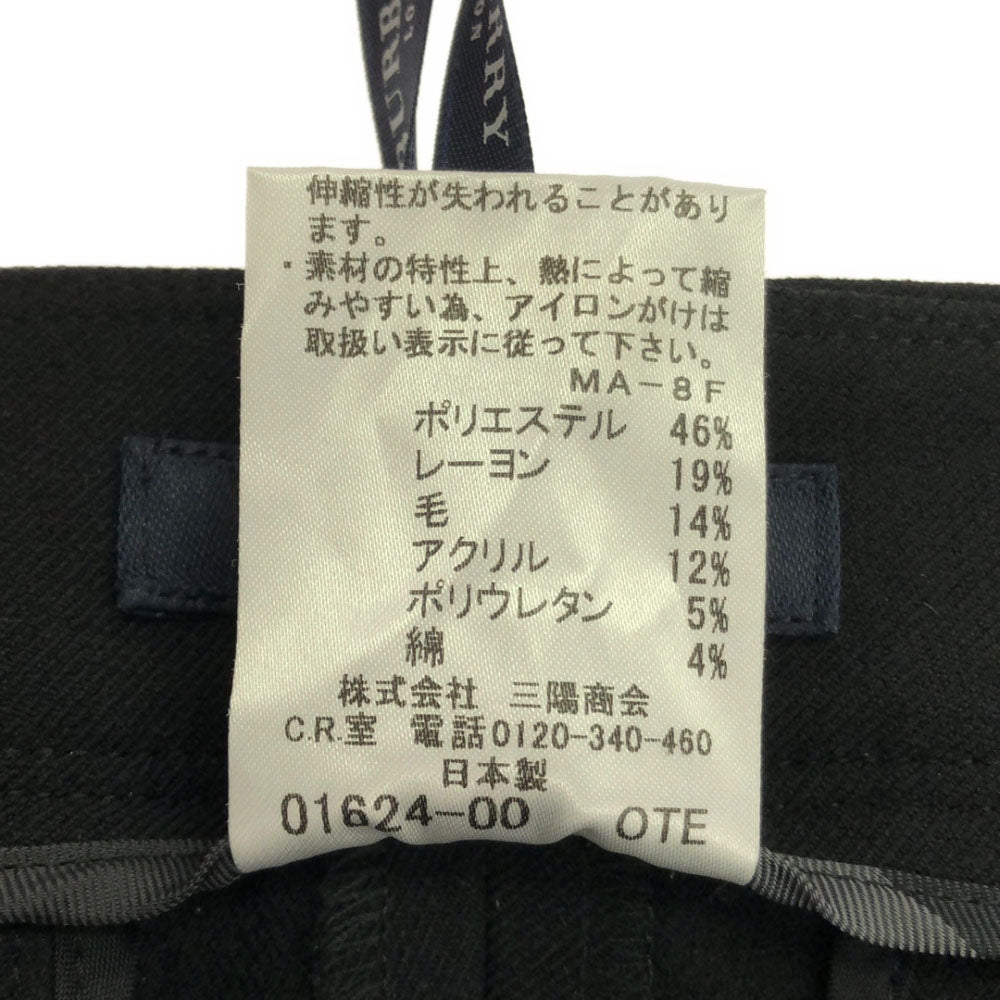 AURB
LO
RRY
ON
伸縮性が失われることがあり
ます。
・素材の特性上、熱によって縮
みやすい為、アイロンがけは
取扱い表示に従って下さい。
MA-8F
ポリエステル 46%
レーヨン 19%
毛 14%
アクリル 12%
ポリウレタン 5%
綿 4%
株式会社 三陽商会
C.R.室 電話0120-340-460
日本製
01624-00 OTE